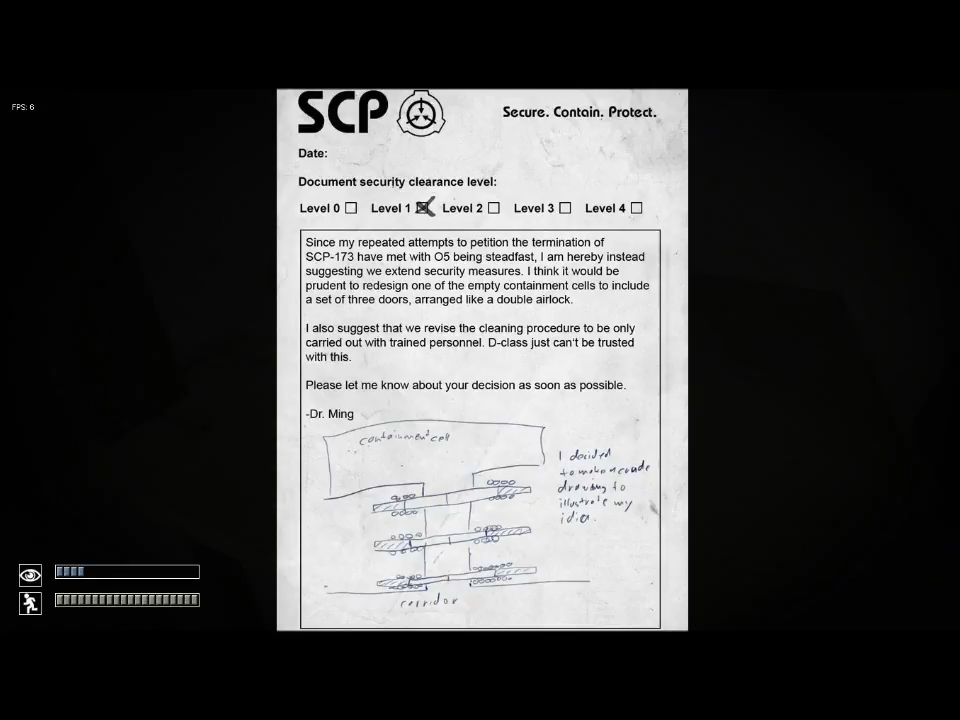 FPS: 6
SCP
Secure. Contain. Protect.
Date:
Document security clearance level:
Level 0 Level 1 Level 2 Level 3 Level 4
Since my repeated attempts to petition the termination of
SCP-173 have met with O5 being steadfast, I am hereby instead
suggesting we extend security measures. I think it would be
prudent to redesign one of the empty containment cells to include
a set of three doors, arranged like a double airlock.
I also suggest that we revise the cleaning procedure to be only
carried out with trained personnel. D-class just can't be trusted
with this.
Please let me know about your decision as soon as possible.
-Dr. Ming
containment cell
I decided
to make a crude
drawing to
illustrate my
idea.
corridor